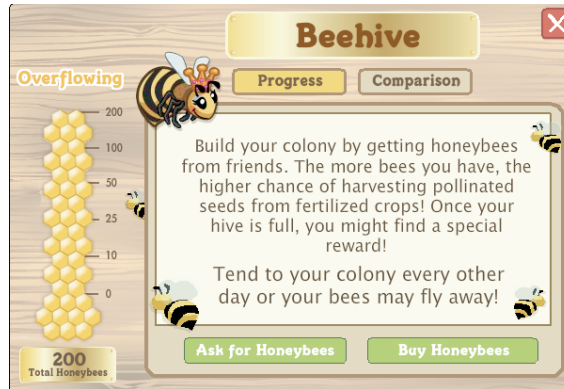 Beehive
Overflowing
Progress
Comparison
200
100
50
25
10
0
Build your colony by getting honeybees
from friends. The more bees you have, the
higher chance of harvesting pollinated
seeds from fertilized crops! Once your
hive is full, you might find a special
reward!
Tend to your colony every other
day or your bees may fly away!
200
Total Honeybees
Ask for Honeybees
Buy Honeybees